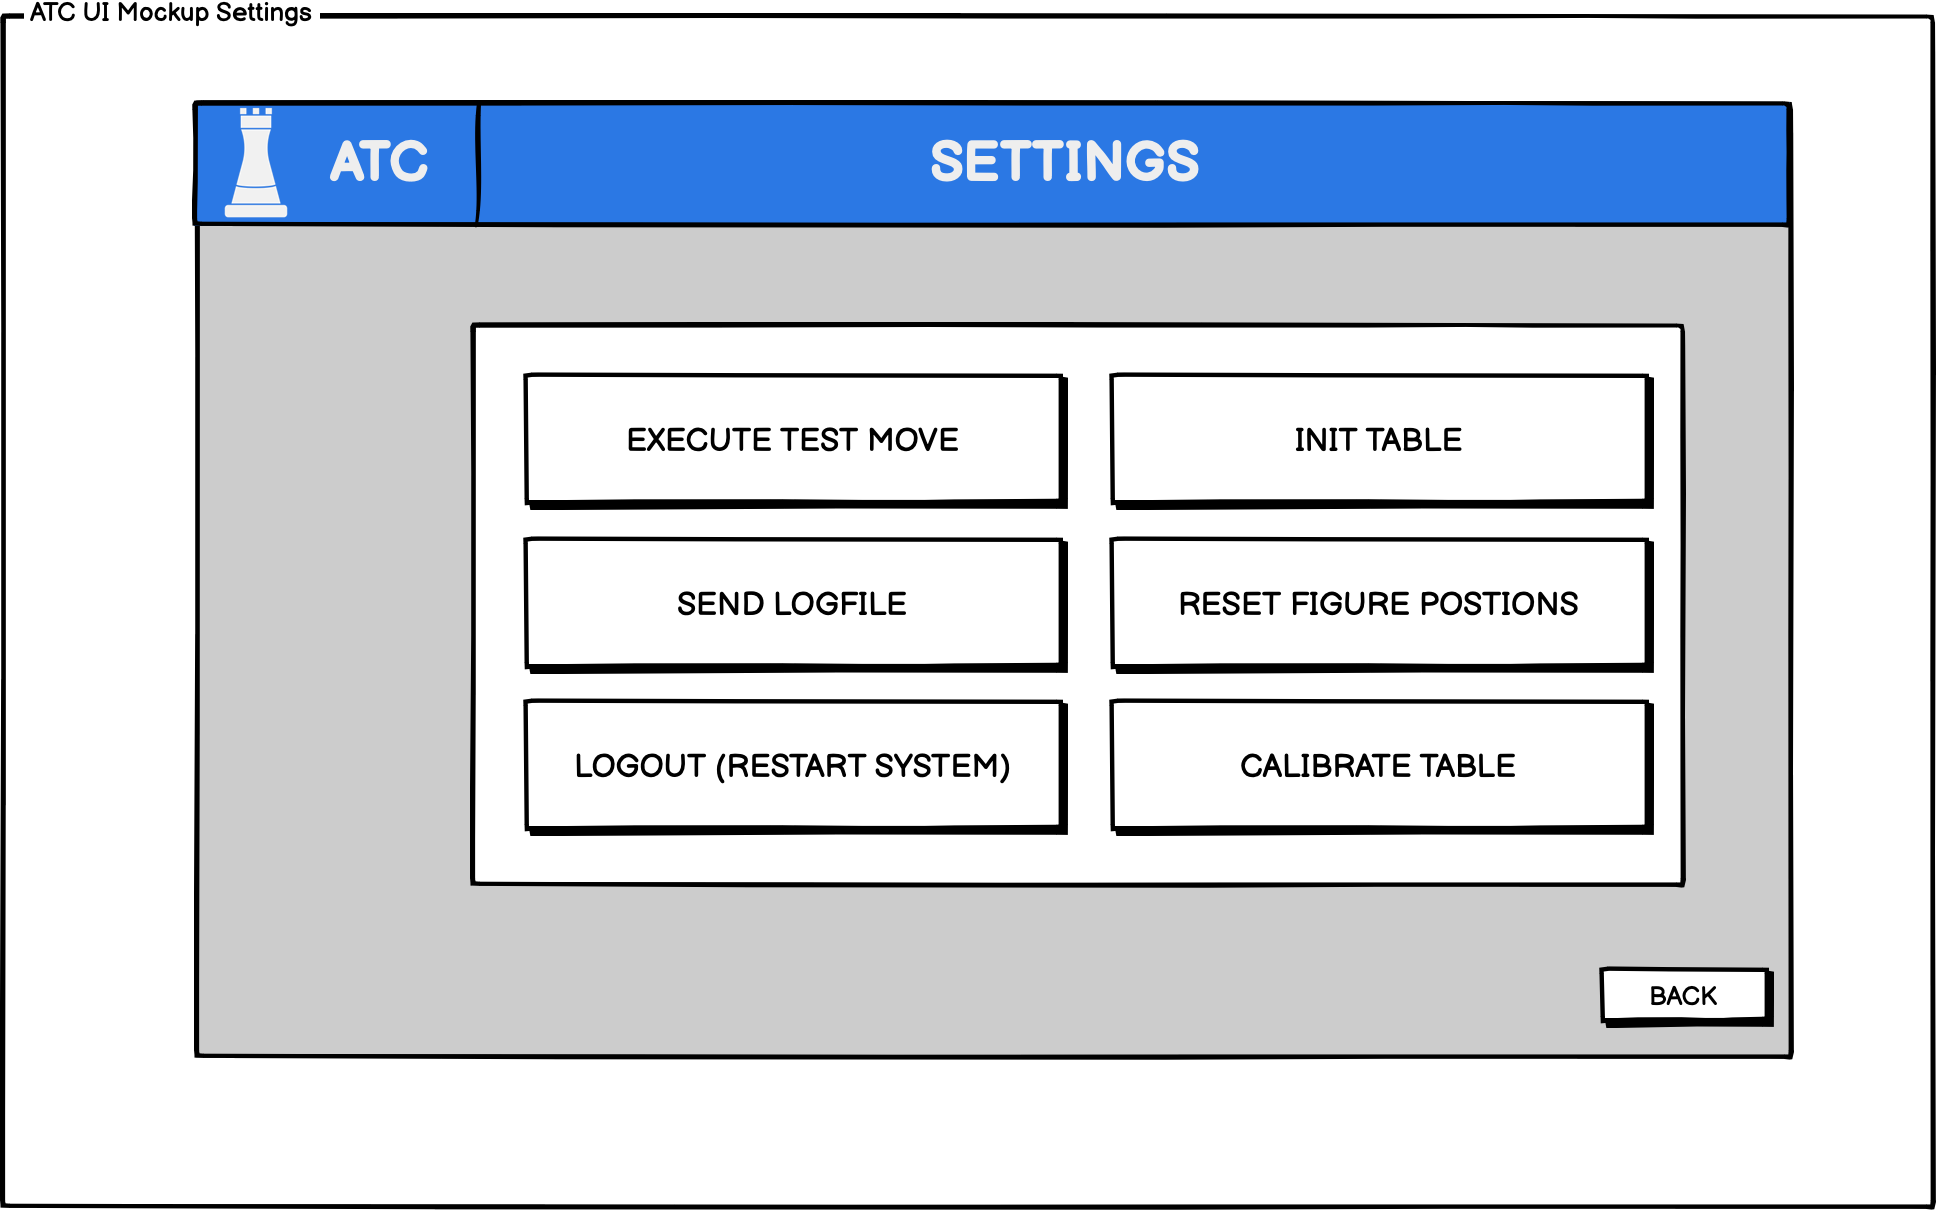 ATC UI Mockup Settings
ATC
SETTINGS
EXECUTE TEST MOVE
INIT TABLE
SEND LOGFILE
RESET FIGURE POSTIONS
LOGOUT (RESTART SYSTEM)
CALIBRATE TABLE
BACK